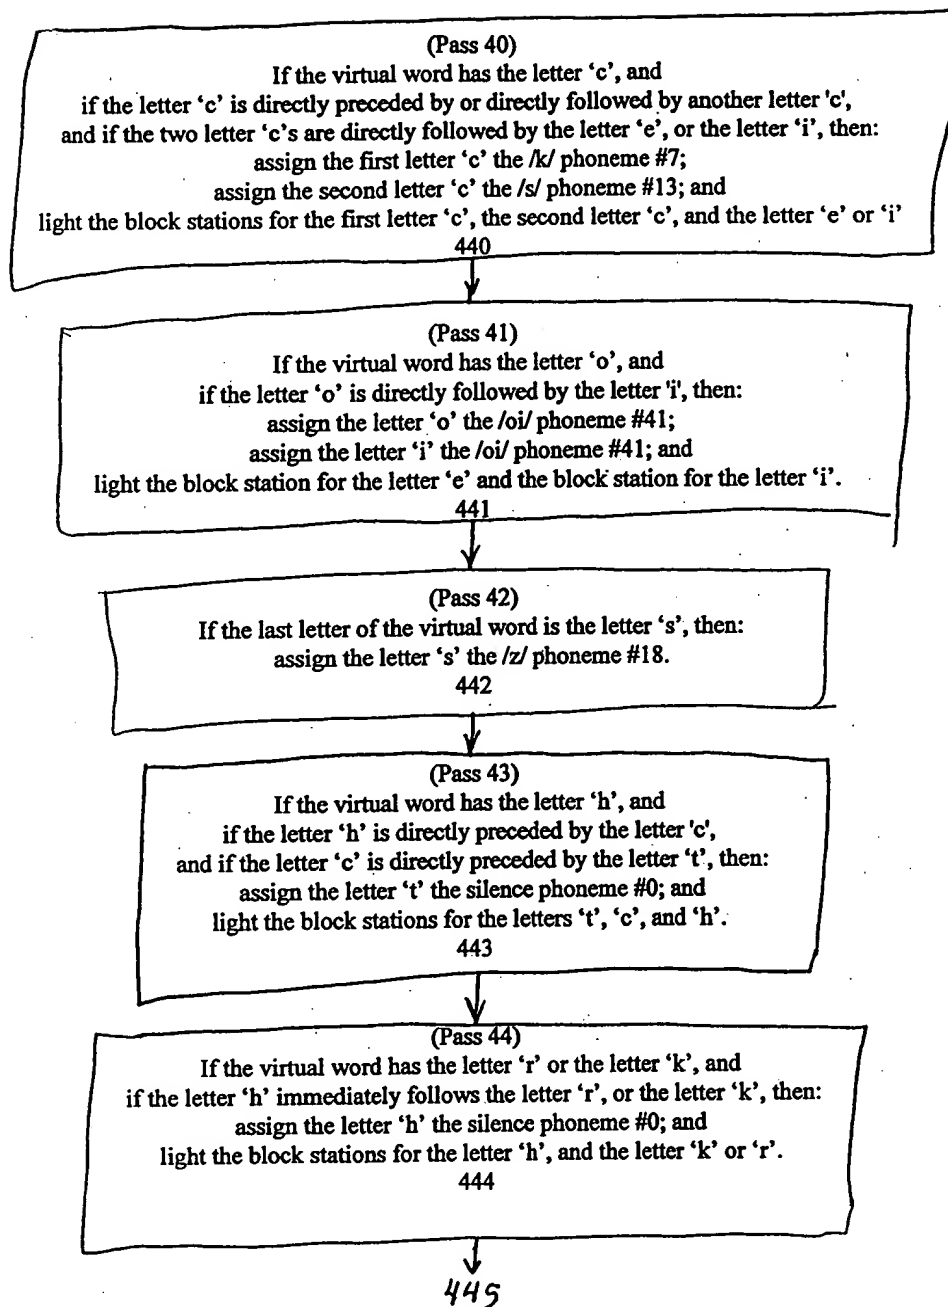 (Pass 40)
If the virtual word has the letter ‘c’, and
if the letter ‘c’ is directly preceded by or directly followed by another letter 'c',
and if the two letter ‘c’s are directly followed by the letter ‘e’, or the letter ‘i’, then:
assign the first letter ‘c’ the /k/ phoneme #7;
assign the second letter ‘c’ the /s/ phoneme #13; and
light the block stations for the first letter ‘c’, the second letter ‘c’, and the letter ‘e’ or ‘i’
440
(Pass 41)
If the virtual word has the letter ‘o’, and
if the letter ‘o’ is directly followed by the letter 'i', then:
assign the letter ‘o’ the /oi/ phoneme #41;
assign the letter ‘i’ the /oi/ phoneme #41; and
light the block station for the letter ‘e’ and the block station for the letter ‘i’.
441
(Pass 42)
If the last letter of the virtual word is the letter ‘s’, then:
assign the letter ‘s’ the /z/ phoneme #18.
442
(Pass 43)
If the virtual word has the letter ‘h’, and
if the letter ‘h’ is directly preceded by the letter 'c',
and if the letter ‘c’ is directly preceded by the letter ‘t’, then:
assign the letter ‘t’ the silence phoneme #0; and
light the block stations for the letters ‘t’, ‘c’, and ‘h’.
443
(Pass 44)
If the virtual word has the letter ‘r’ or the letter ‘k’, and
if the letter ‘h’ immediately follows the letter ‘r’, or the letter ‘k’, then:
assign the letter ‘h’ the silence phoneme #0; and
light the block stations for the letter ‘h’, and the letter ‘k’ or ‘r’.
444
445